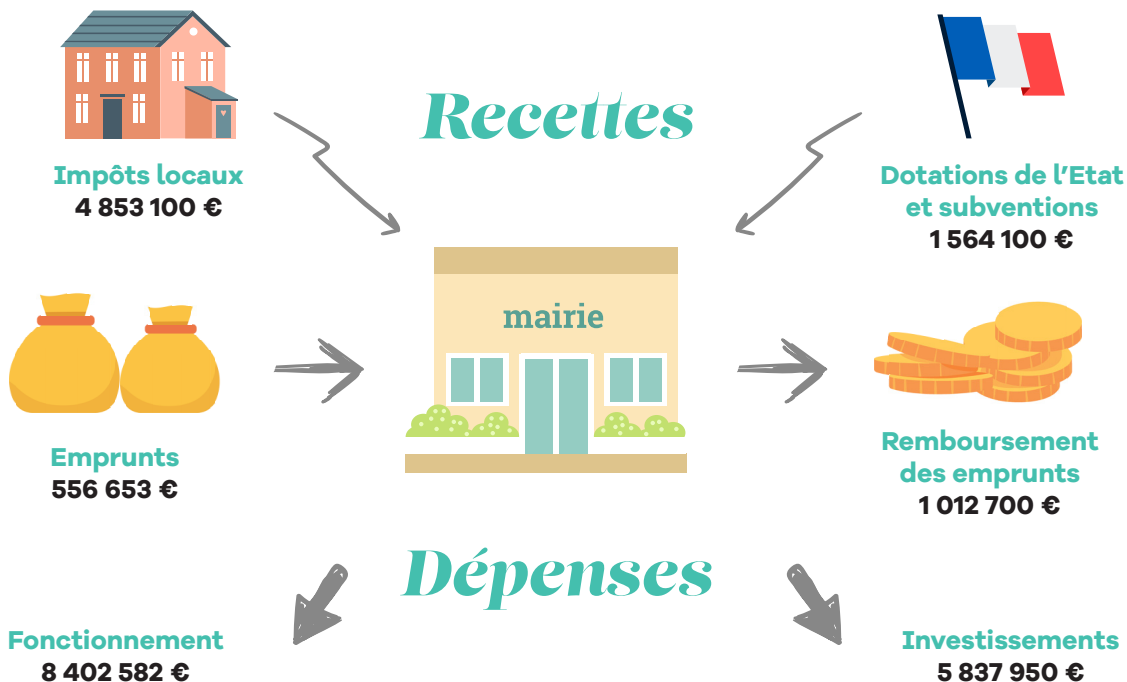 Recettes
Impôts locaux
4 853 100 €
Dotations de l'Etat
et subventions
1 564 100 €
mairie
Emprunts
556 653 €
Remboursement
des emprunts
1 012 700 €
Dépenses
Fonctionnement
8 402 582 €
Investissements
5 837 950 €